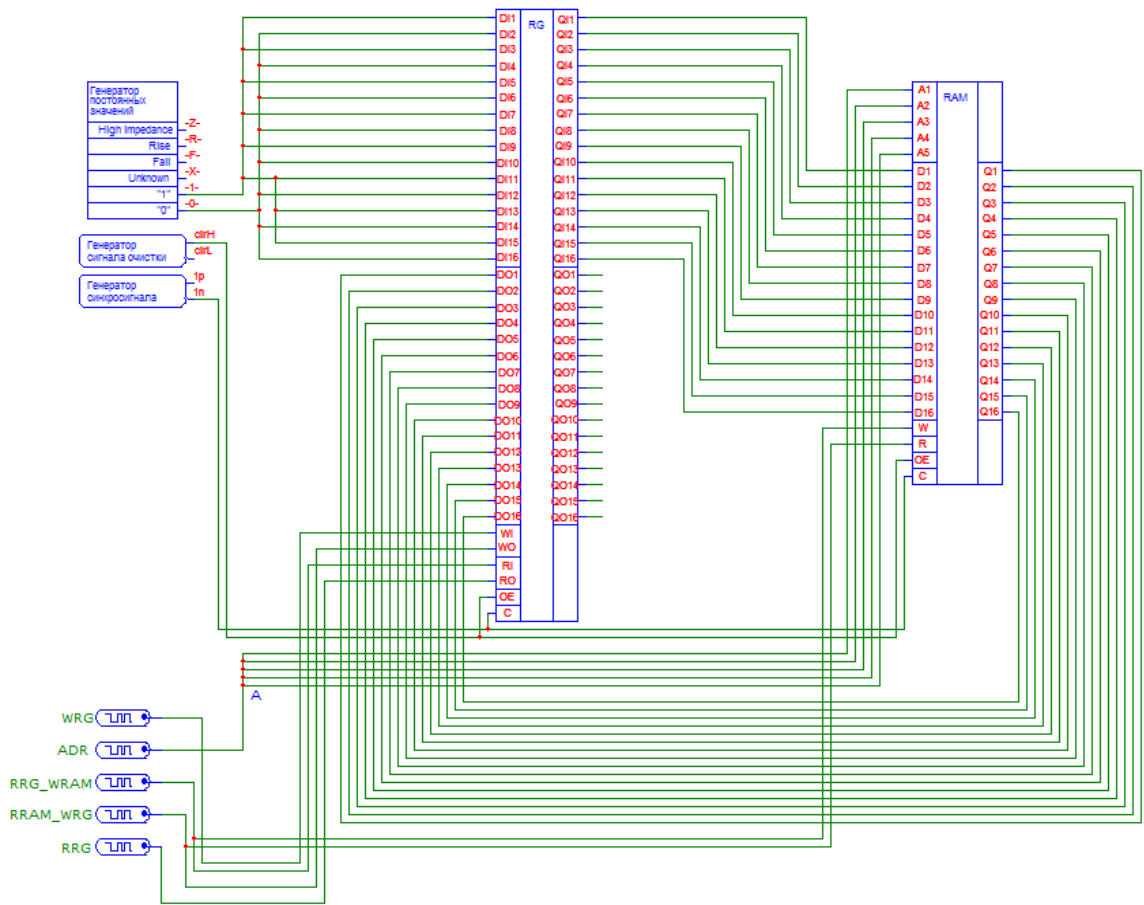 Генератор
постоянных
значений
High Impedance
-Z-
Rise
-R-
Fall
-F-
Unknown
-X-
"1"
-1-
"0"
-0-
Генератор
сигнала очистки
clrH
clrL
Генератор
синхросигнала
1p
1n
RG
DI1
DI2
DI3
DI4
DI5
DI6
DI7
DI8
DI9
DI10
DI11
DI12
DI13
DI14
DI15
DI16
DO1
DO2
DO3
DO4
DO5
DO6
DO7
DO8
DO9
DO10
DO11
DO12
DO13
DO14
DO15
DO16
WI
WO
RI
RO
OE
C
QI1
QI2
QI3
QI4
QI5
QI6
QI7
QI8
QI9
QI10
QI11
QI12
QI13
QI14
QI15
QI16
QO1
QO2
QO3
QO4
QO5
QO6
QO7
QO8
QO9
QO10
QO11
QO12
QO13
QO14
QO15
QO16
RAM
A1
A2
A3
A4
A5
D1
D2
D3
D4
D5
D6
D7
D8
D9
D10
D11
D12
D13
D14
D15
D16
W
R
OE
C
Q1
Q2
Q3
Q4
Q5
Q6
Q7
Q8
Q9
Q10
Q11
Q12
Q13
Q14
Q15
Q16
A
WRG
ADR
RRG_WRAM
RRAM_WRG
RRG